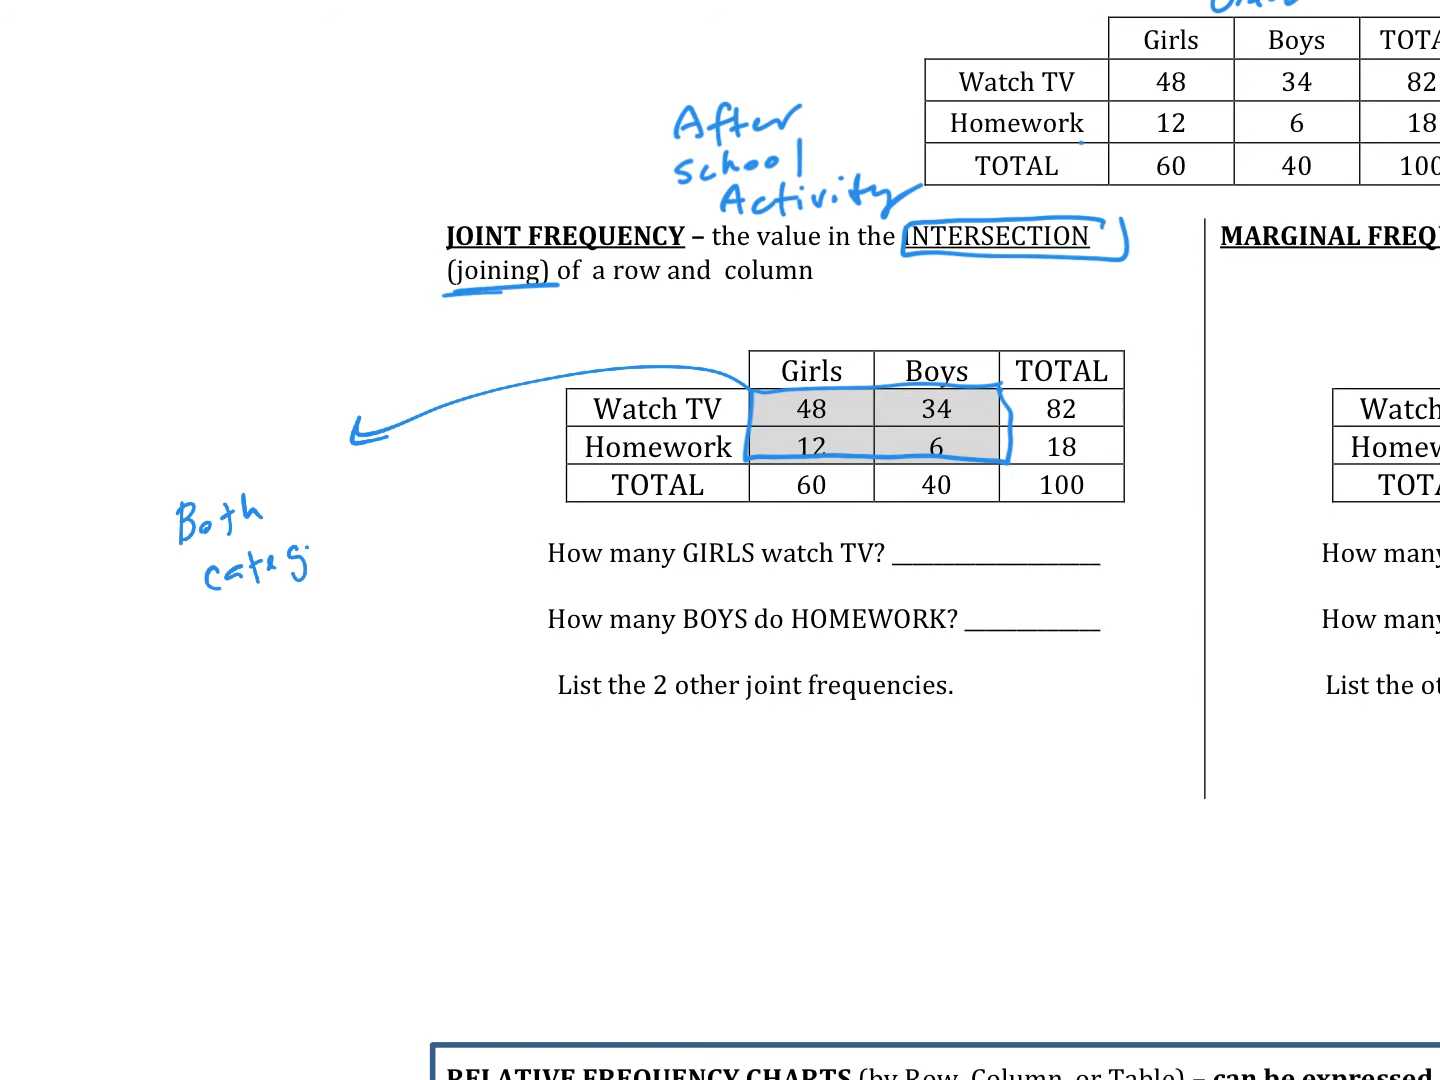 Girls Boys
Watch TV 48 34 82
Homework 12 6 18
TOTAL 60 40 100
After
school
Activity
JOINT FREQUENCY – the value in the INTERSECTION
(joining) of a row and column
MARGINAL
Girls Boys TOTAL
Watch TV 48 34 82
Homework 12 6 18
TOTAL 60 40 100
Watch
Both
categ
How many GIRLS watch TV? ____________________
How many BOYS do HOMEWORK? _____________
List the 2 other joint frequencies.
How many
How many
List the
RELATIVE FREQUENCY CHARTS (by Row, Column, or Table) – can be expressed